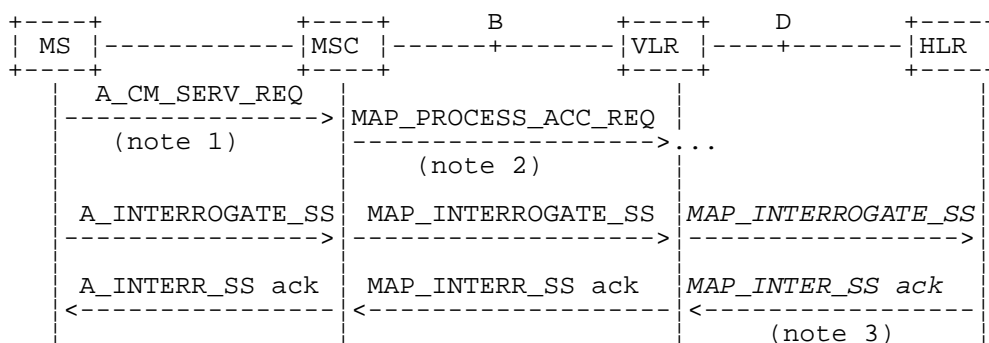 B D
MS MSC VLR HLR
A_CM_SERV_REQ
MAP_PROCESS_ACC_REQ
(note 1) ...
(note 2)
A_INTERROGATE_SS MAP_INTERROGATE_SS MAP_INTERROGATE_SS
A_INTERR_SS ack MAP_INTERR_SS ack MAP_INTER_SS ack
(note 3)